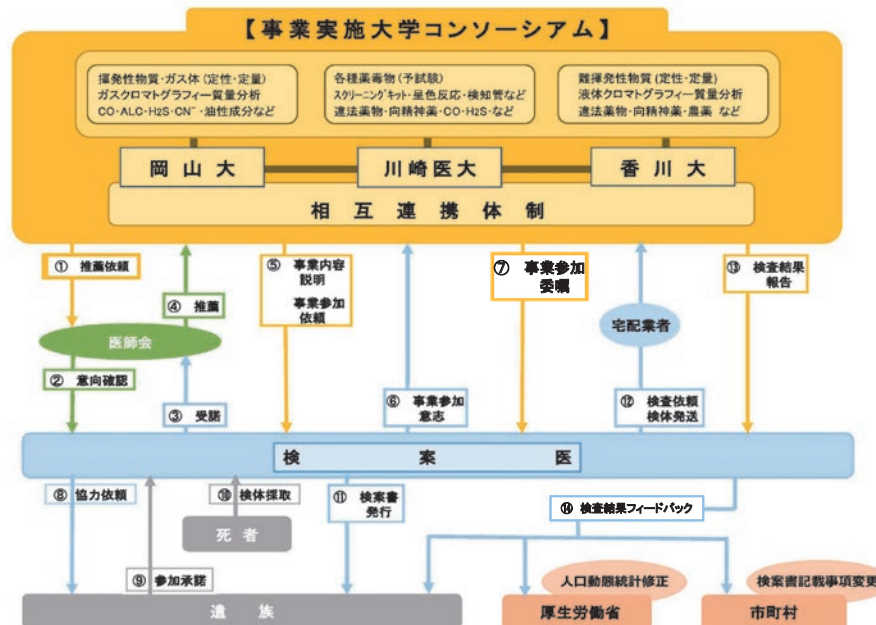 【事業実施大学コンソーシアム】
揮発性物質・ガス体(定性・定量)
ガスクロマトグラフィー質量分析
CO・ALC・H2S・CN⁻・油性成分など
各種薬毒物(予試験)
スクリーニングキット・呈色反応・検知管など
違法薬物・向精神薬・CO・H2S・など
難揮発性物質(定性・定量)
液体クロマトグラフィー質量分析
違法薬物・向精神薬・農薬 など
岡山大
川崎医大
香川大
相互連携体制
① 推薦依頼
④ 推薦
⑤ 事業内容
説明
事業参加
依頼
⑦ 事業参加
委嘱
⑬ 検査結果
報告
医師会
宅配業者
② 意向確認
③ 受諾
⑥ 事業参加
意志
⑫ 検査依頼
検体発送
検案医
⑧ 協力依頼
⑩ 検体採取
⑪ 検案書
発行
⑭ 検査結果フィードバック
死者
⑨ 参加承諾
人口動態統計修正
検案書記載事項変更
遺族
厚生労働省
市町村